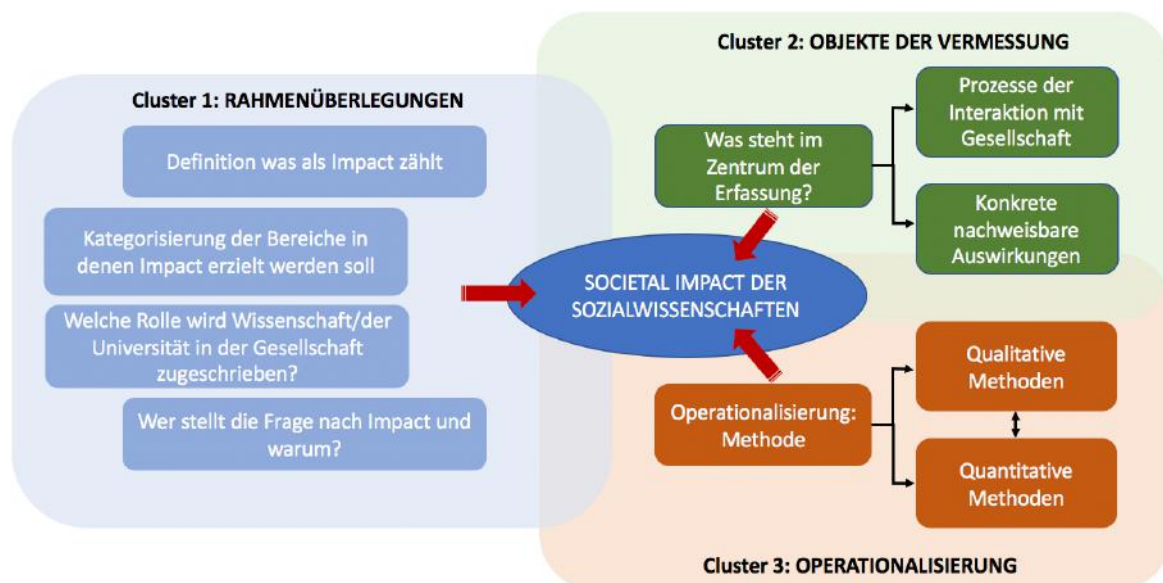 Cluster 1: RAHMENÜBERLEGUNGEN
Definition was als Impact zählt
Kategorisierung der Bereiche in
denen Impact erzielt werden soll
Welche Rolle wird Wissenschaft/der
Universität in der Gesellschaft
zugeschrieben?
Wer stellt die Frage nach Impact und
warum?
Cluster 2: OBJEKTE DER VERMESSUNG
Was steht im
Zentrum der
Erfassung?
Prozesse der
Interaktion mit
Gesellschaft
Konkrete
nachweisbare
Auswirkungen
SOCIETAL IMPACT DER
SOZIALWISSENSCHAFTEN
Operationalisierung:
Methode
Qualitative
Methoden
Quantitative
Methoden
Cluster 3: OPERATIONALISIERUNG